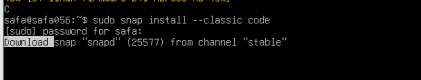 C
safa@safa056:~$ sudo snap install --classic code
[sudo] password for safa:
Download snap "snapd" (25577) from channel "stable"